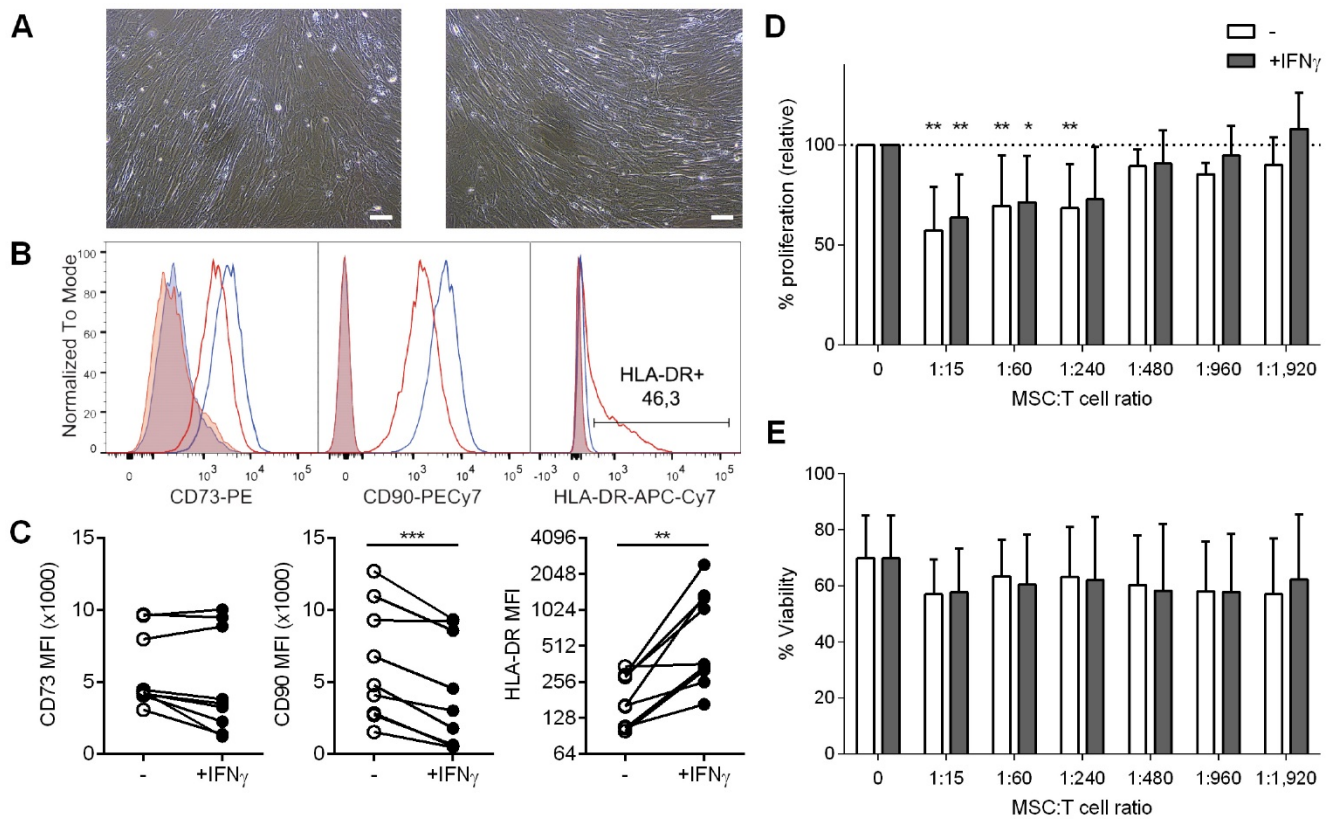 A
B
Normalized To Mode
100
80
60
40
20
0
0 10³ 10⁴ 10⁵
CD73-PE
0 10³ 10⁴ 10⁵
CD90-PECy7
HLA-DR+
46,3
-10³ 0 10³ 10⁴ 10⁵
HLA-DR-APC-Cy7
C
CD73 MFI (x1000)
15
10
5
0
- +IFNγ
CD90 MFI (x1000)
15
10
5
0
***
- +IFNγ
HLA-DR MFI
4096
2048
1024
512
256
128
64
**
- +IFNγ
D
-
+IFNγ
% proliferation (relative)
100
50
0
** ** ** * **
0 1:15 1:60 1:240 1:480 1:960 1:1,920
MSC:T cell ratio
E
% Viability
100
80
60
40
20
0
0 1:15 1:60 1:240 1:480 1:960 1:1,920
MSC:T cell ratio